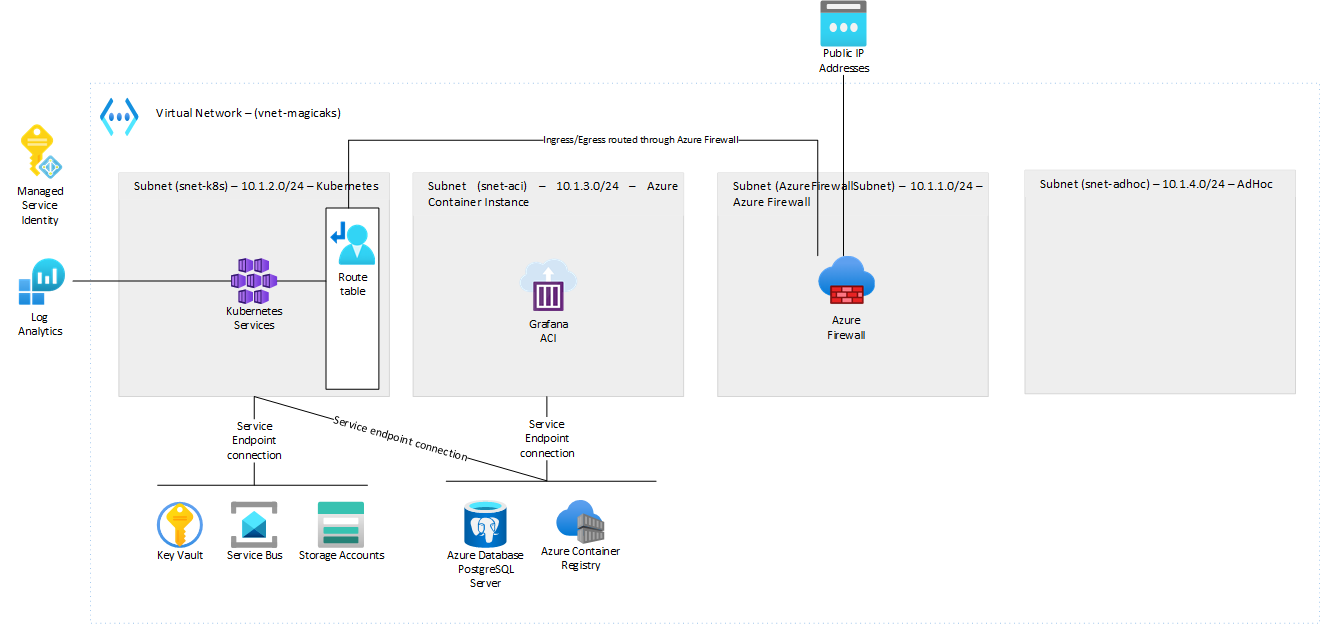 Public IP
Addresses
Virtual Network – (vnet-magicaks)
Ingress/Egress routed through Azure Firewall
Managed
Service
Identity
Subnet (snet-k8s) – 10.1.2.0/24 – Kubernetes
Subnet (snet-aci) – 10.1.3.0/24 – Azure
Container Instance
Subnet (AzureFirewallSubnet) – 10.1.1.0/24 –
Azure Firewall
Subnet (snet-adhoc) – 10.1.4.0/24 – AdHoc
Route
table
Log
Analytics
Kubernetes
Services
Grafana
ACI
Azure
Firewall
Service
Endpoint
connection
Service endpoint connection
Service
Endpoint
connection
Key Vault
Service Bus
Storage Accounts
Azure Database
PostgreSQL
Server
Azure Container
Registry